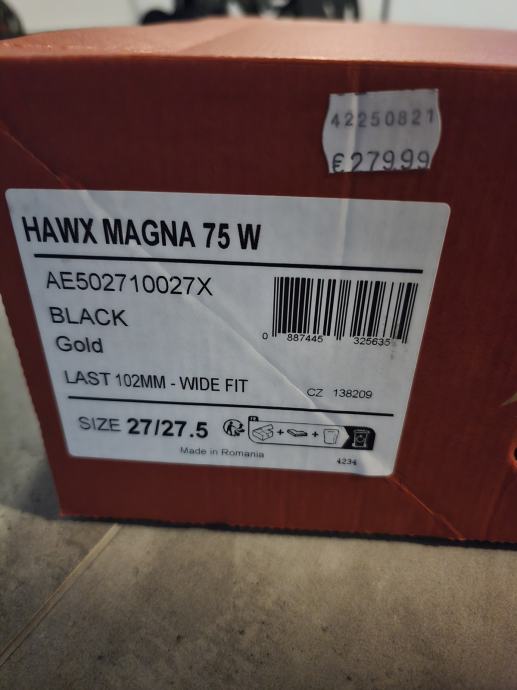 42250821
£279.99
HAWX MAGNA 75 W
AE502710027X
BLACK
Gold
0 887445 325635
LAST 102MM - WIDE FIT
CZ 138209
SIZE 27/27.5
Made in Romania
4234